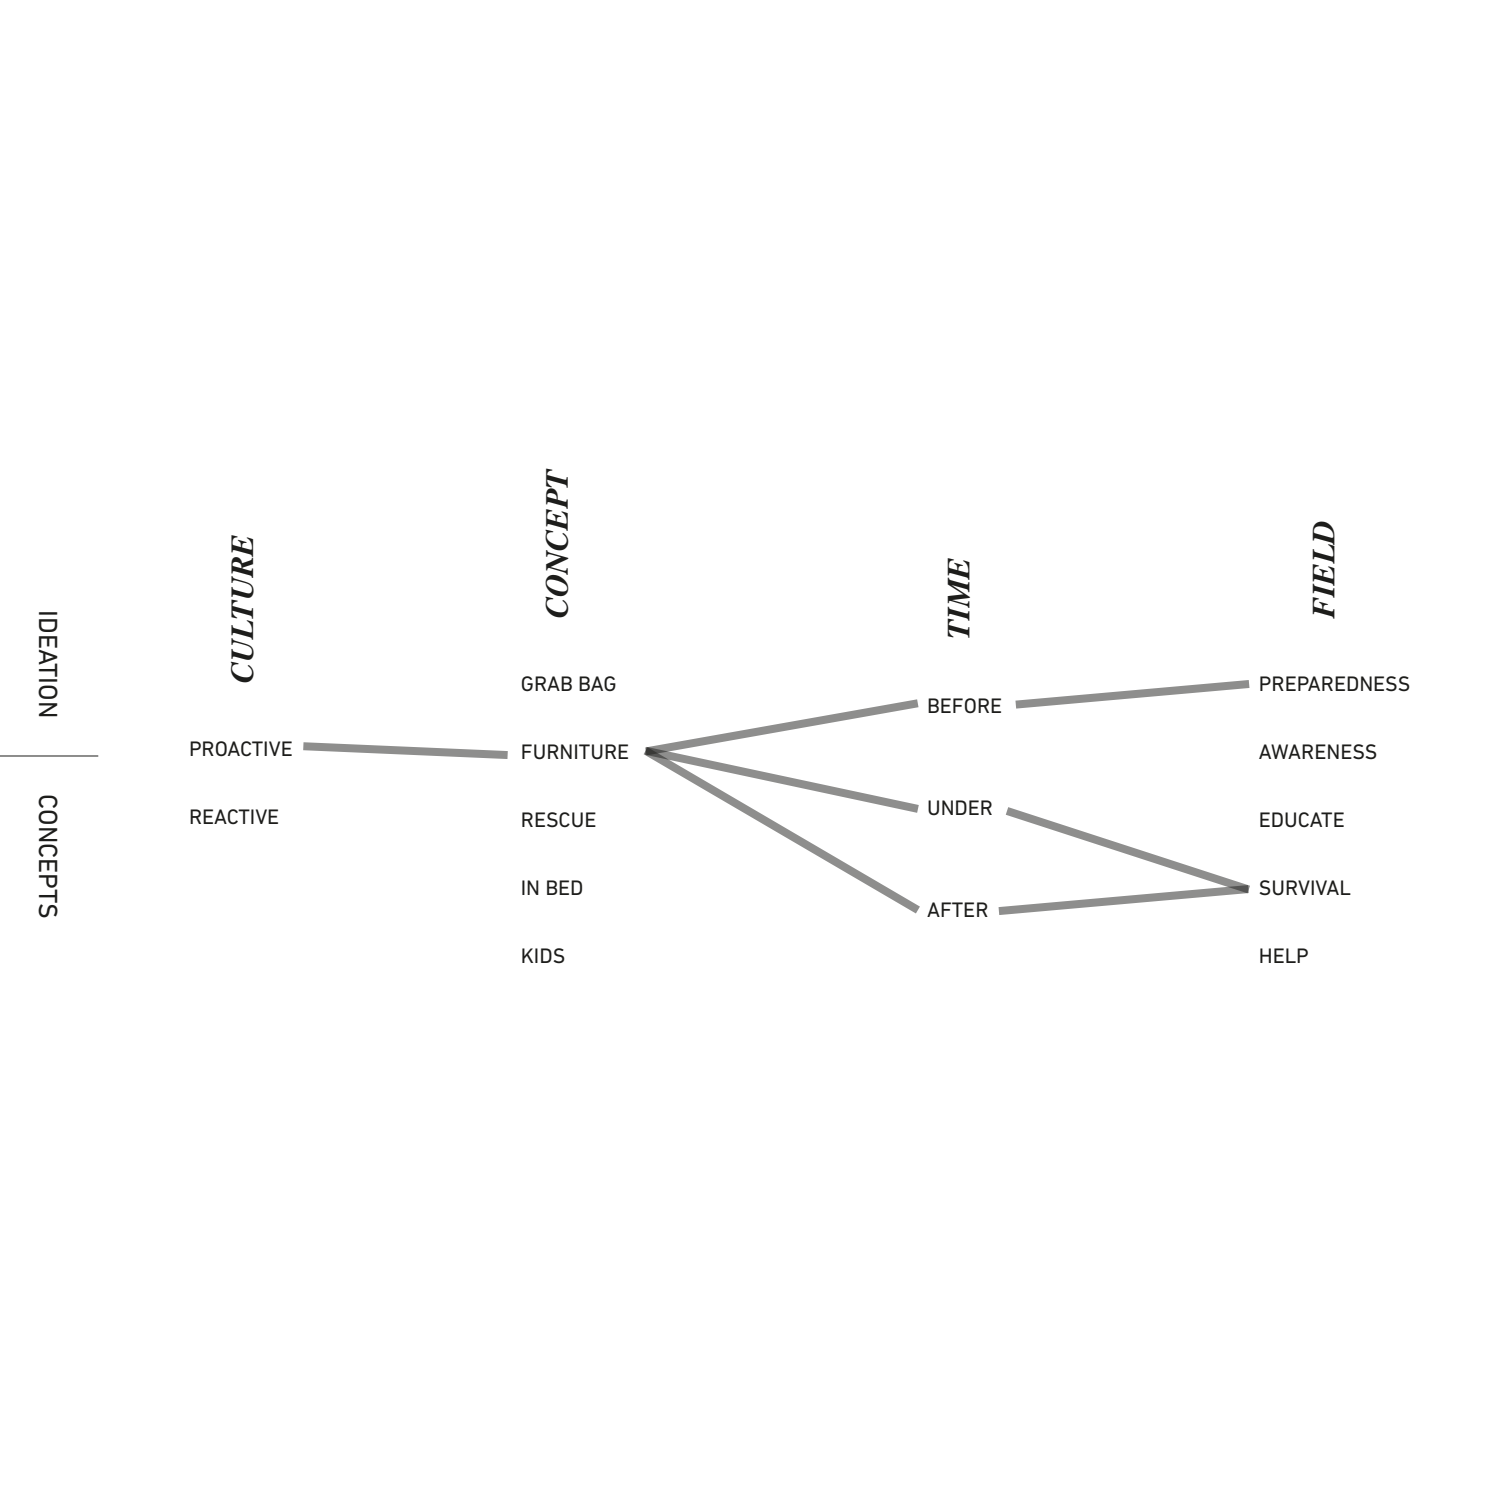 IDEATION
CONCEPTS
CULTURE
PROACTIVE
REACTIVE
CONCEPT
GRAB BAG
FURNITURE
RESCUE
IN BED
KIDS
TIME
BEFORE
UNDER
AFTER
FIELD
PREPAREDNESS
AWARENESS
EDUCATE
SURVIVAL
HELP